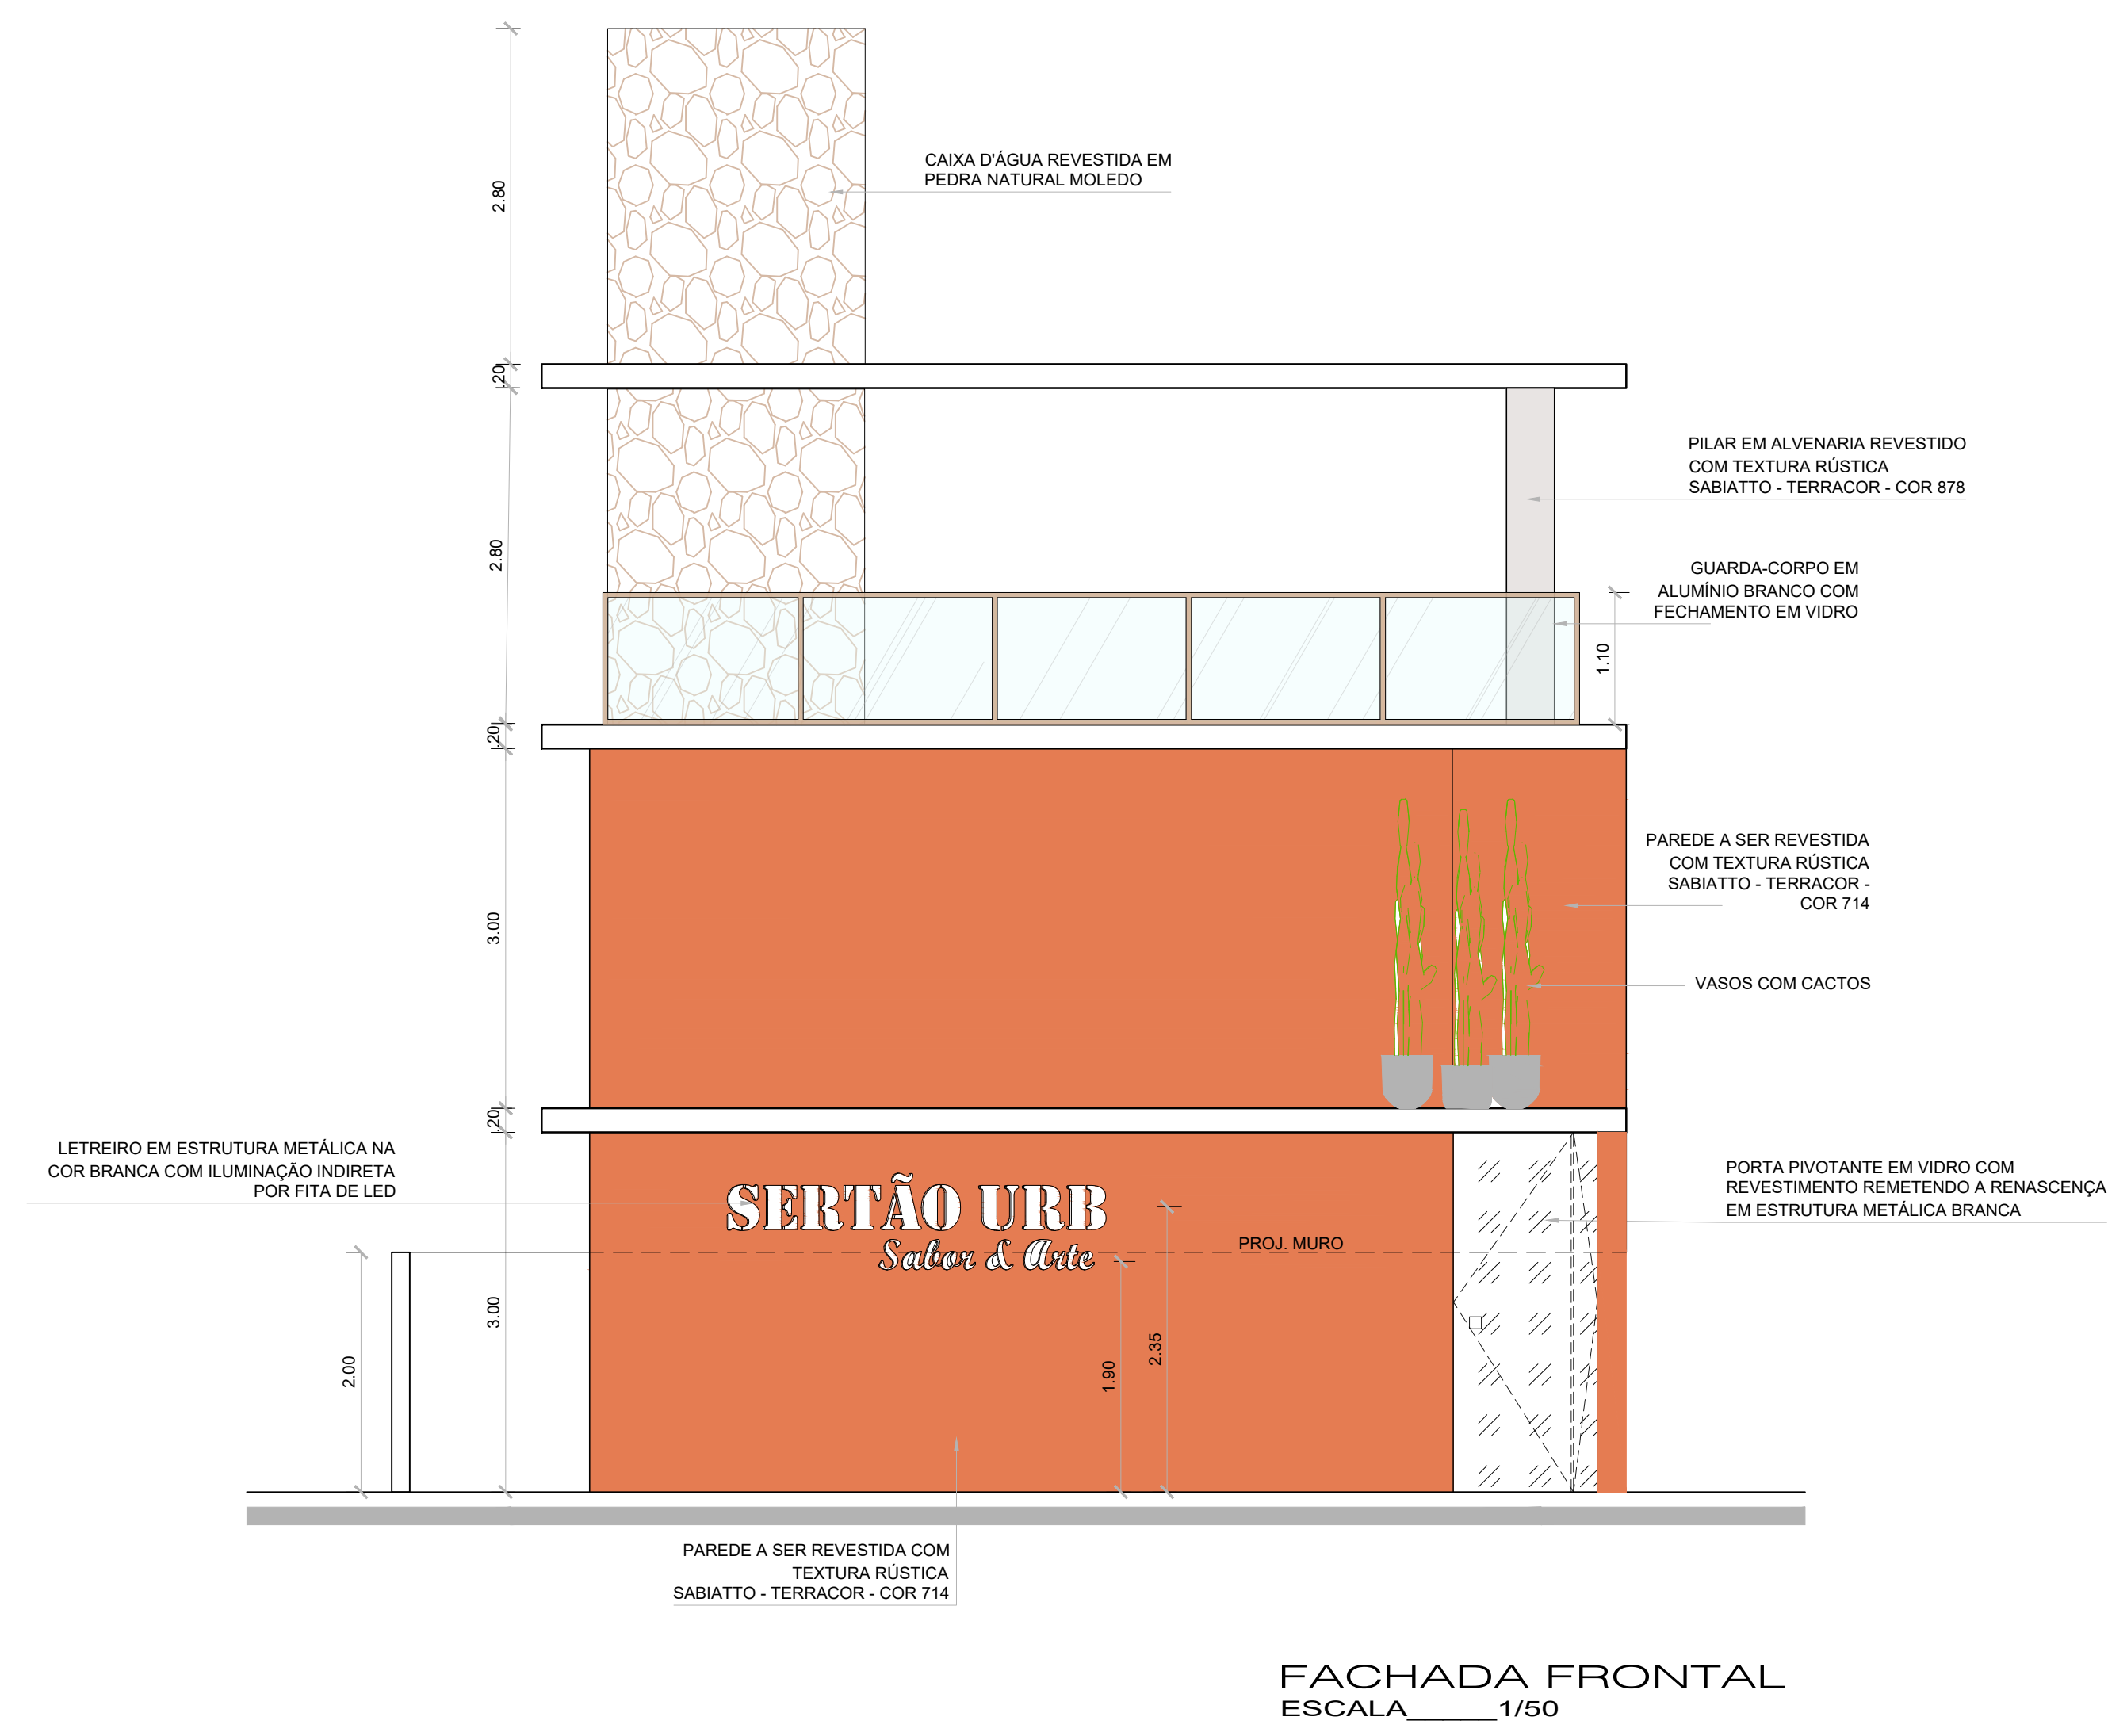 2.80
CAIXA D'ÁGUA REVESTIDA EM
PEDRA NATURAL MOLEDO
.20
PILAR EM ALVENARIA REVESTIDO
COM TEXTURA RÚSTICA
SABIATTO - TERRACOR - COR 878
2.80
GUARDA-CORPO EM
ALUMÍNIO BRANCO COM
FECHAMENTO EM VIDRO
1.10
.20
PAREDE A SER REVESTIDA
COM TEXTURA RÚSTICA
SABIATTO - TERRACOR -
COR 714
3.00
VASOS COM CACTOS
.20
LETREIRO EM ESTRUTURA METÁLICA NA
COR BRANCA COM ILUMINAÇÃO INDIRETA
POR FITA DE LED
SERTÃO URB
Sabor & Arte
PROJ. MURO
PORTA PIVOTANTE EM VIDRO COM
REVESTIMENTO REMETENDO A RENASCENÇA
EM ESTRUTURA METÁLICA BRANCA
3.00
2.00
1.90
2.35
PAREDE A SER REVESTIDA COM
TEXTURA RÚSTICA
SABIATTO - TERRACOR - COR 714
FACHADA FRONTAL
ESCALA_____1/50